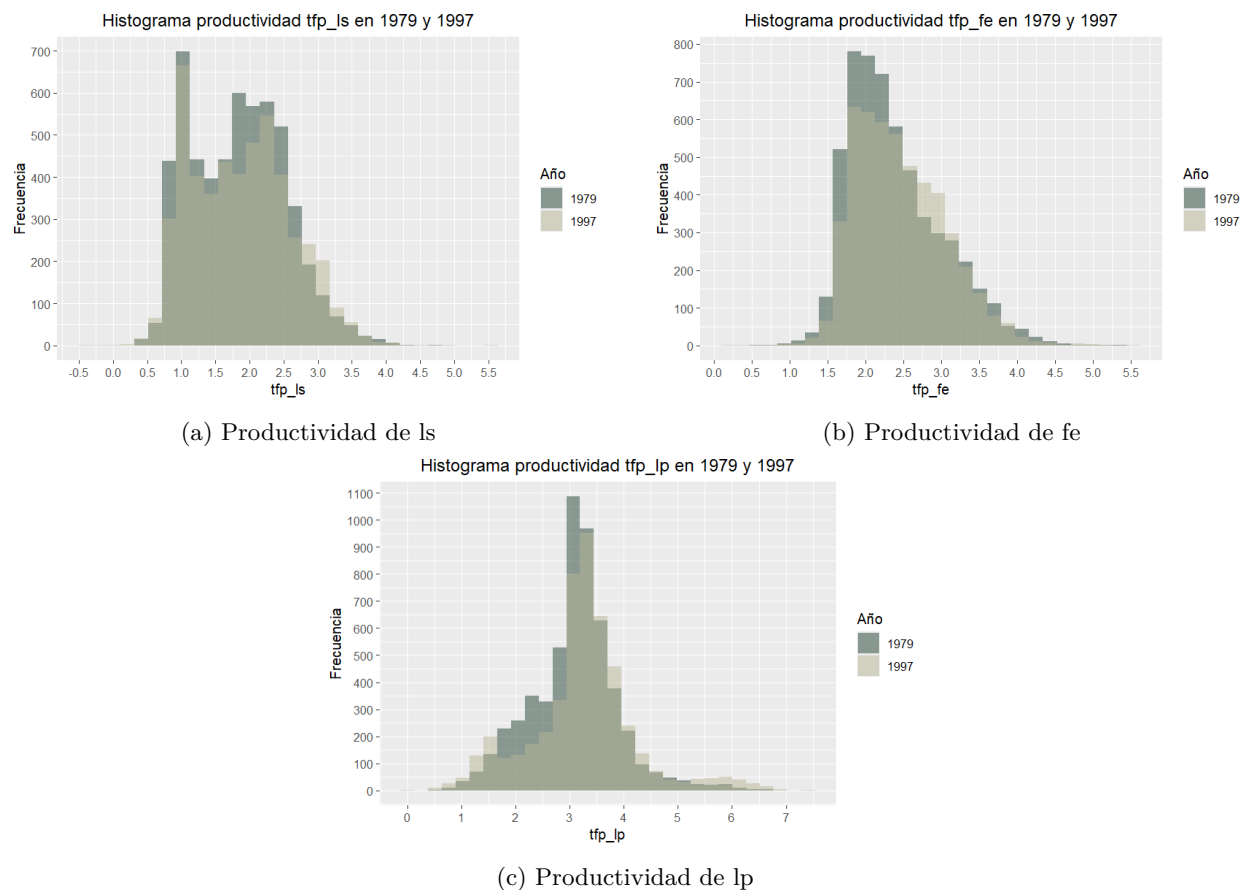 Histograma productividad tfp_ls en 1979 y 1997
700
600
500
400
300
200
100
0
Frecuencia
-0.5 0.0 0.5 1.0 1.5 2.0 2.5 3.0 3.5 4.0 4.5 5.0 5.5
tfp_ls
Año
1979
1997
(a) Productividad de ls
Histograma productividad tfp_fe en 1979 y 1997
800
700
600
500
400
300
200
100
0
Frecuencia
0.0 0.5 1.0 1.5 2.0 2.5 3.0 3.5 4.0 4.5 5.0 5.5
tfp_fe
Año
1979
1997
(b) Productividad de fe
Histograma productividad tfp_lp en 1979 y 1997
1100
1000
900
800
700
600
500
400
300
200
100
0
Frecuencia
0 1 2 3 4 5 6 7
tfp_lp
Año
1979
1997
(c) Productividad de lp